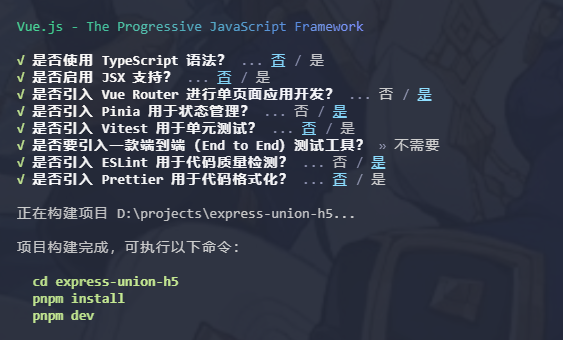 Vue.js - The Progressive JavaScript Framework
√ 是否使用 TypeScript 语法? ... 否 / 是
√ 是否启用 JSX 支持? ... 否 / 是
√ 是否引入 Vue Router 进行单页面应用开发? ... 否 / 是
√ 是否引入 Pinia 用于状态管理? ... 否 / 是
√ 是否引入 Vitest 用于单元测试? ... 否 / 是
√ 是否要引入一款端到端(End to End)测试工具? » 不需要
√ 是否引入 ESLint 用于代码质量检测? ... 否 / 是
√ 是否引入 Prettier 用于代码格式化? ... 否 / 是
正在构建项目 D:\projects\express-union-h5...
项目构建完成,可执行以下命令:
cd express-union-h5
pnpm install
pnpm dev